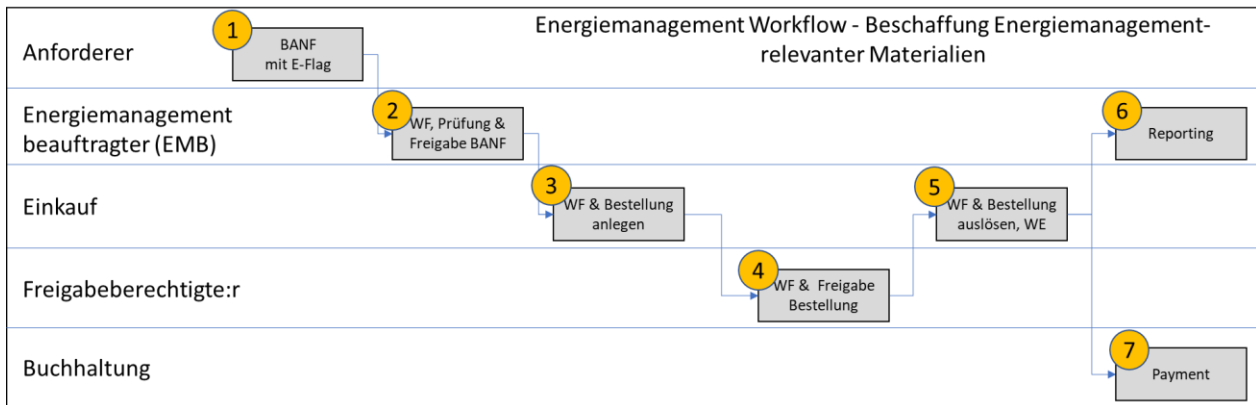 Energiemanagement Workflow - Beschaffung Energiemanagement-
relevanter Materialien
Anforderer
1
BANF
mit E-Flag
Energiemanagement
beauftragter (EMB)
2
WF, Prüfung &
Freigabe BANF
6
Reporting
Einkauf
3
WF & Bestellung
anlegen
5
WF & Bestellung
auslösen, WE
Freigabeberechtigte:r
4
WF & Freigabe
Bestellung
Buchhaltung
7
Payment